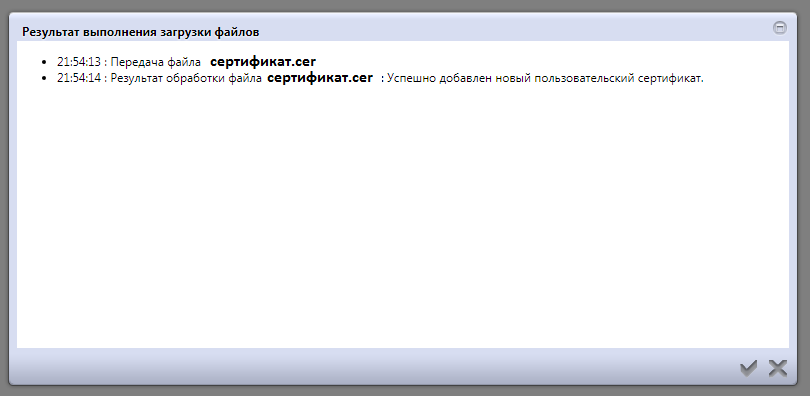 Результат выполнения загрузки файлов
21:54:13 : Передача файла сертификат.cer
21:54:14 : Результат обработки файла сертификат.cer : Успешно добавлен новый пользовательский сертификат.